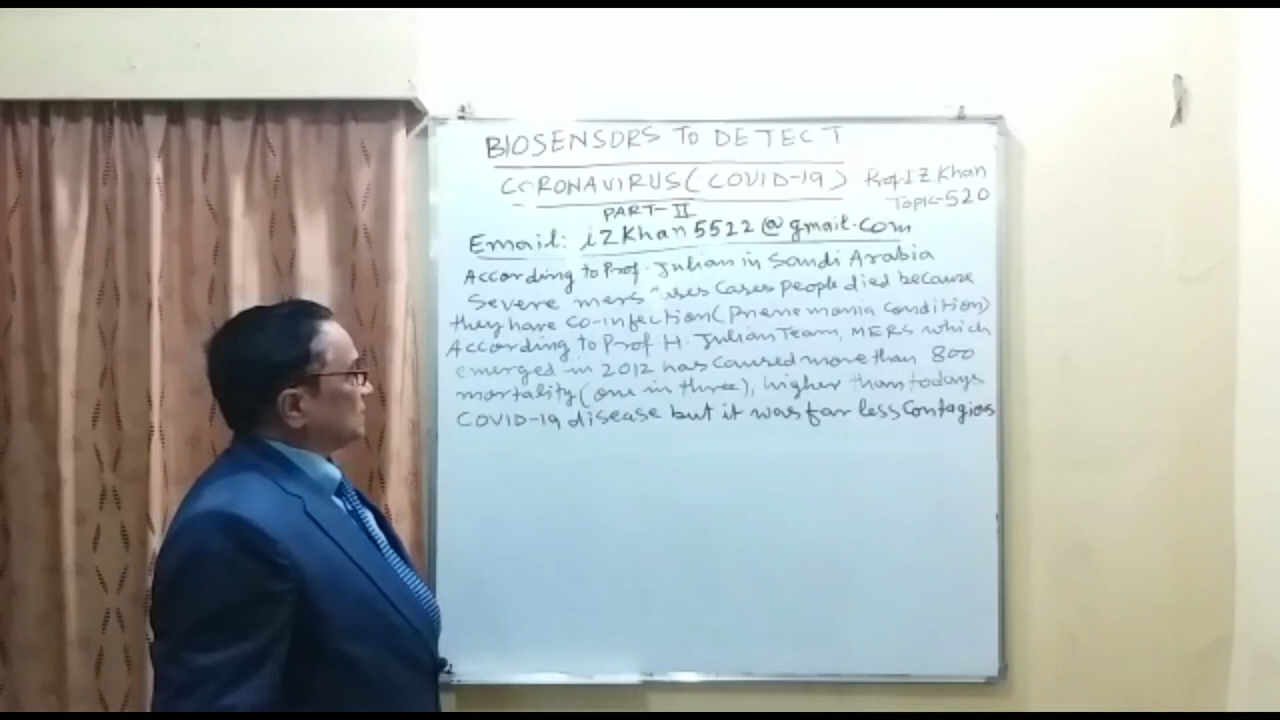 BIOSENSORS TO DETECT
CORONAVIRUS (COVID-19)
Prof. I Z Khan
Topic-520
PART-II
Email: iZKhan5522@gmail.com
According to Prof. Julian in Saudi Arabia
Severe mers cases people died because
they have co-infection (pnenemonia condition)
According to Prof. H. Julian Team, MERS which
emerged in 2012 has caused more than 800
mortality (one in three), higher than todays
COVID-19 disease but it was far less Contagios